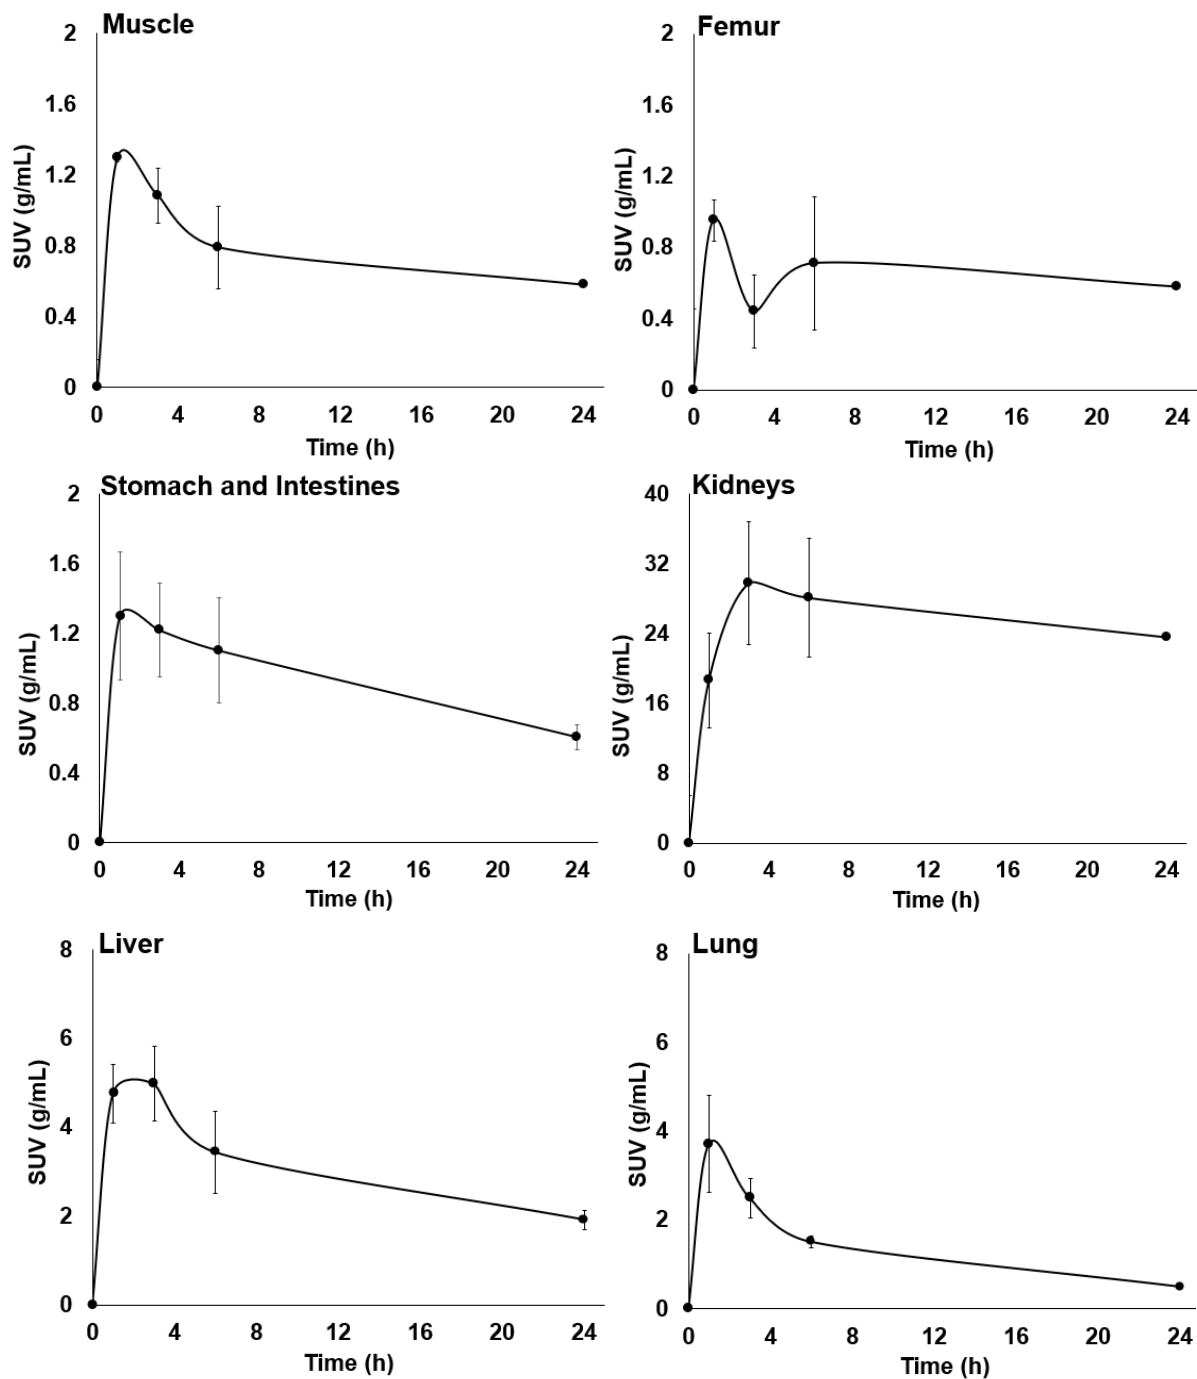 Muscle
2
1.6
1.2
0.8
0.4
0
SUV (g/mL)
0 4 8 12 16 20 24
Time (h)
Femur
2
1.6
1.2
0.8
0.4
0
SUV (g/mL)
0 4 8 12 16 20 24
Time (h)
Stomach and Intestines
2
1.6
1.2
0.8
0.4
0
SUV (g/mL)
0 4 8 12 16 20 24
Time (h)
Kidneys
40
32
24
16
8
0
SUV (g/mL)
0 4 8 12 16 20 24
Time (h)
Liver
8
6
4
2
0
SUV (g/mL)
0 4 8 12 16 20 24
Time (h)
Lung
8
6
4
2
0
SUV (g/mL)
0 4 8 12 16 20 24
Time (h)